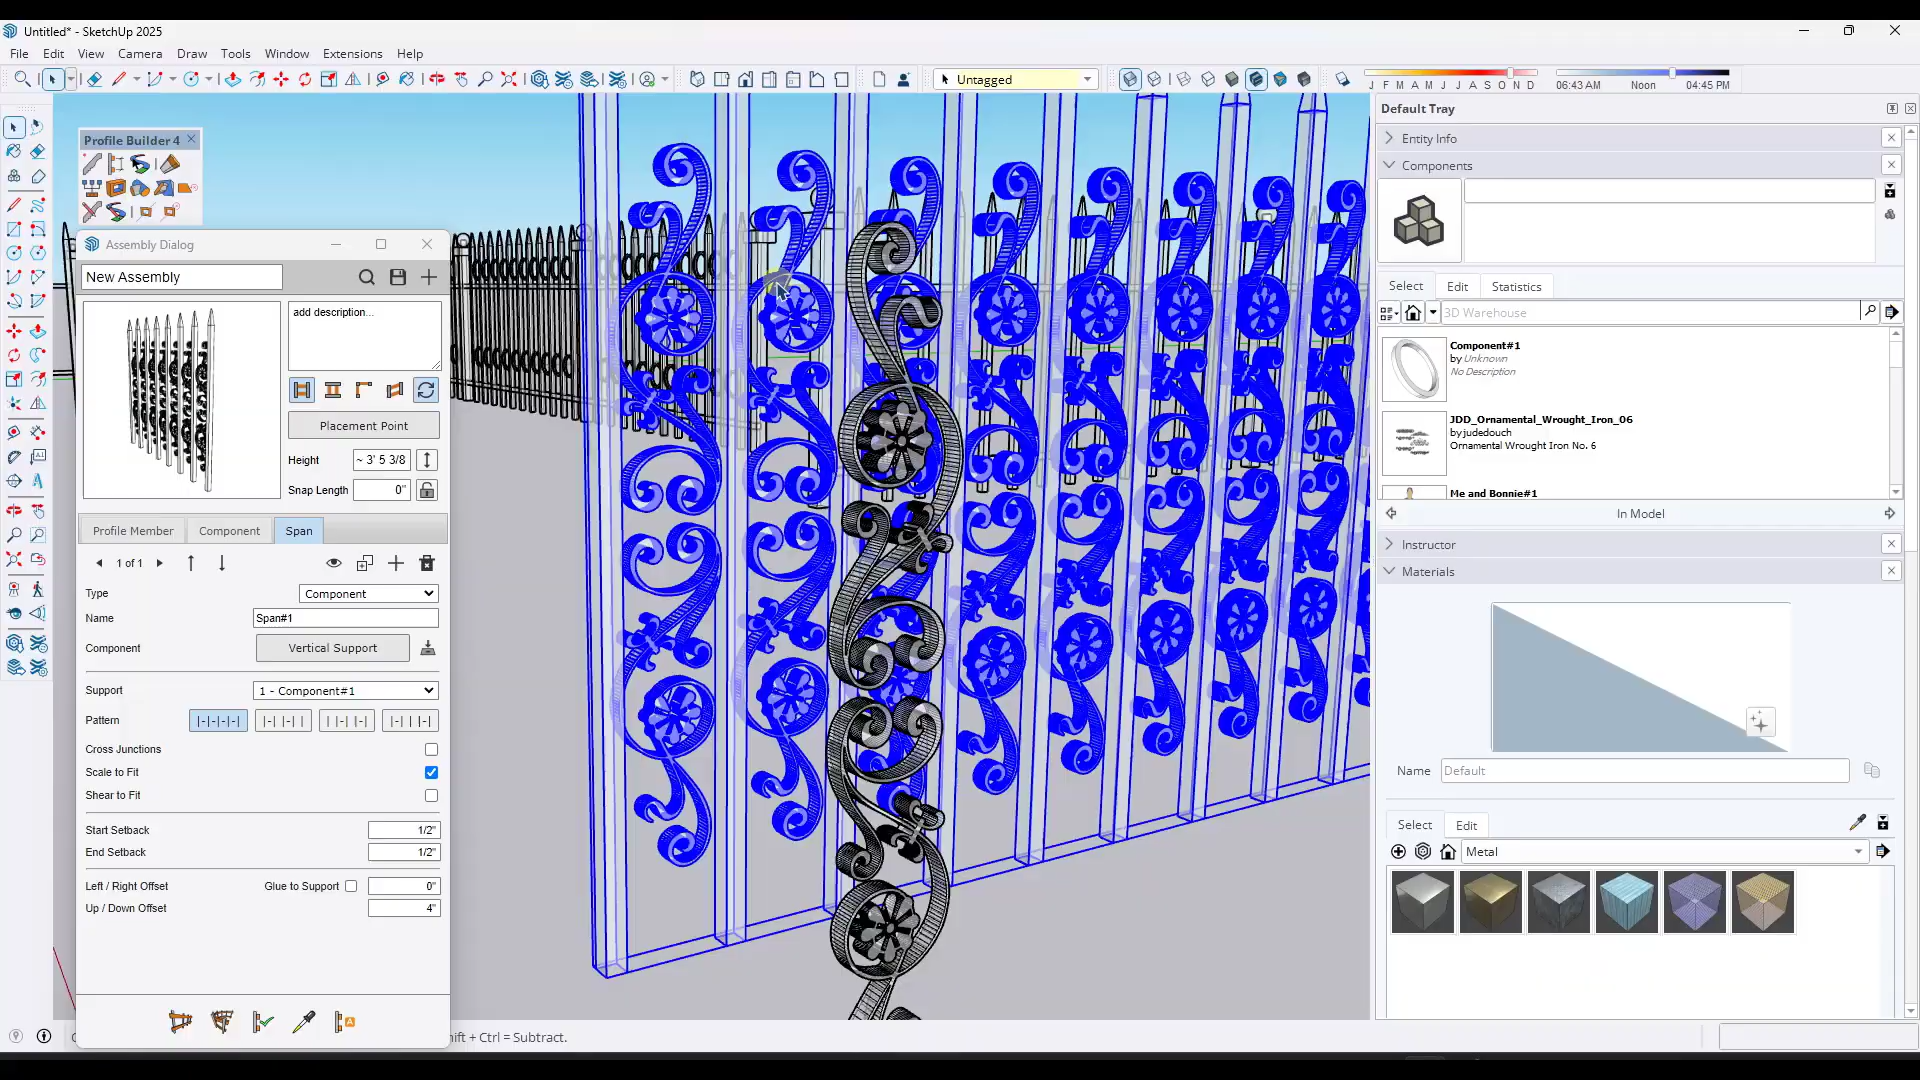 Untitled* - SketchUp 2025
File Edit View Camera Draw Tools Window Extensions Help
Untagged
J F M A M J J A S O N D
06:43 AM Noon 04:45 PM
Profile Builder 4
Assembly Dialog
New Assembly
add description...
Placement Point
Height ~ 3' 5 3/8
Snap Length 0"
Profile Member Component Span
1 of 1
Type Component
Name Span#1
Component Vertical Support
Support 1 - Component#1
Pattern |-|-|-|-| |-| |-| | | |-| |-| |-| | |-|
Cross Junctions
Scale to Fit
Shear to Fit
Start Setback 1/2"
End Setback 1/2"
Left / Right Offset Glue to Support 0"
Up / Down Offset 4"
hift + Ctrl = Subtract.
Default Tray
Entity Info
Components
Select Edit Statistics
3D Warehouse
Component#1
by Unknown
No Description
JDD_Ornamental_Wrought_Iron_06
by judedouch
Ornamental Wrought Iron No. 6
Me and Bonnie#1
In Model
Instructor
Materials
Name Default
Select Edit
Metal